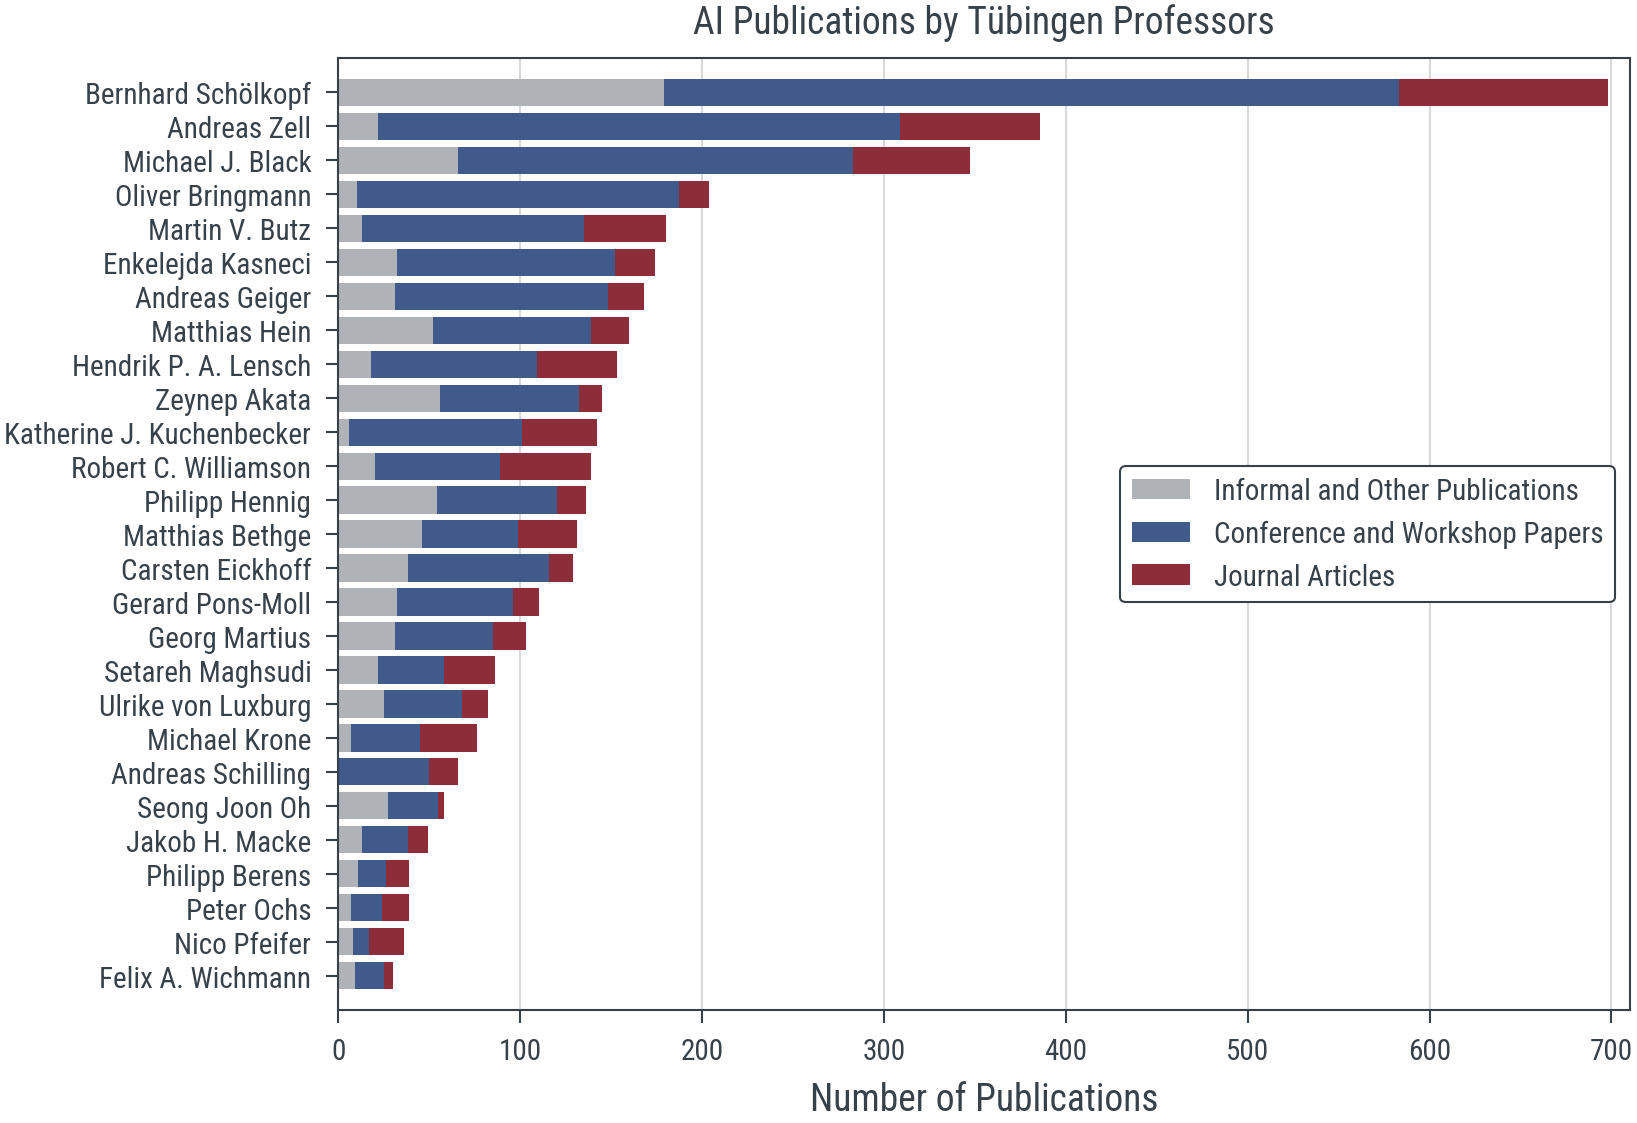 AI Publications by Tübingen Professors
Bernhard Schölkopf
Andreas Zell
Michael J. Black
Oliver Bringmann
Martin V. Butz
Enkelejda Kasneci
Andreas Geiger
Matthias Hein
Hendrik P. A. Lensch
Zeynep Akata
Katherine J. Kuchenbecker
Robert C. Williamson
Philipp Hennig
Matthias Bethge
Carsten Eickhoff
Gerard Pons-Moll
Georg Martius
Setareh Maghsudi
Ulrike von Luxburg
Michael Krone
Andreas Schilling
Seong Joon Oh
Jakob H. Macke
Philipp Berens
Peter Ochs
Nico Pfeifer
Felix A. Wichmann
Informal and Other Publications
Conference and Workshop Papers
Journal Articles
0 100 200 300 400 500 600 700
Number of Publications